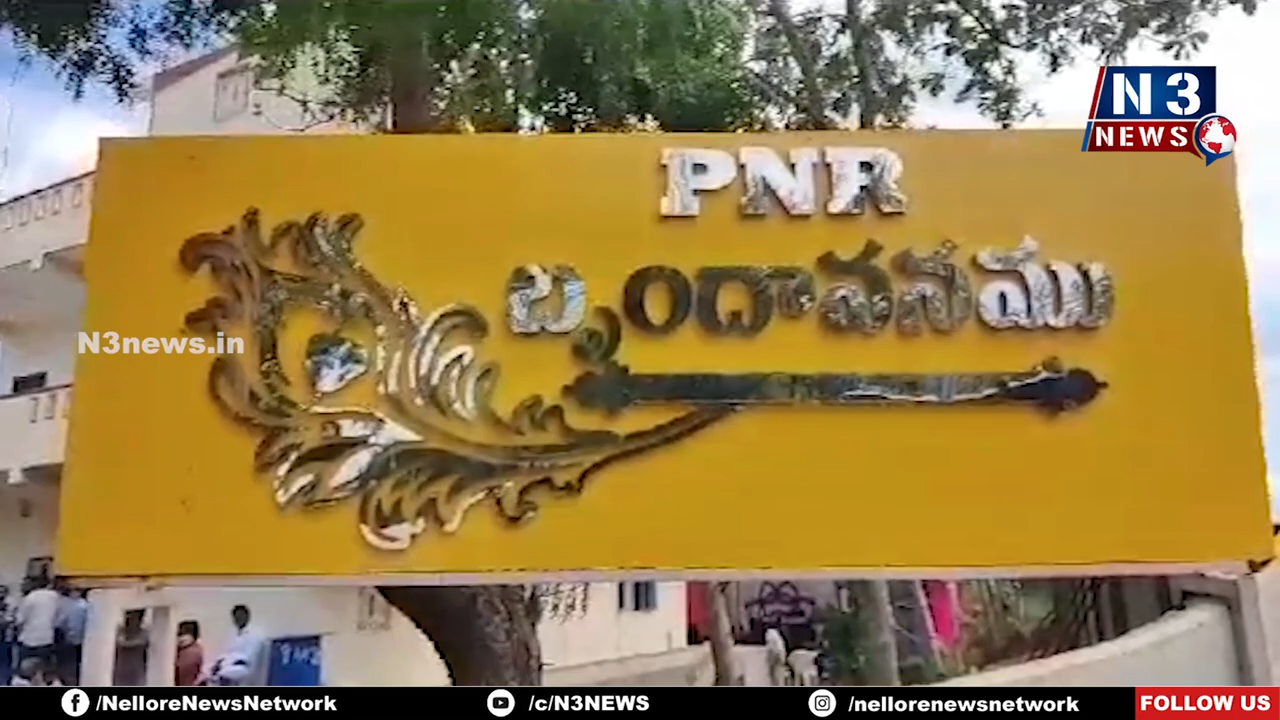 N3
NEWS
PNR
బృందావనము
N3news.in
/NelloreNewsNetwork
/c/N3NEWS
/nellorenewsnetwork
FOLLOW US